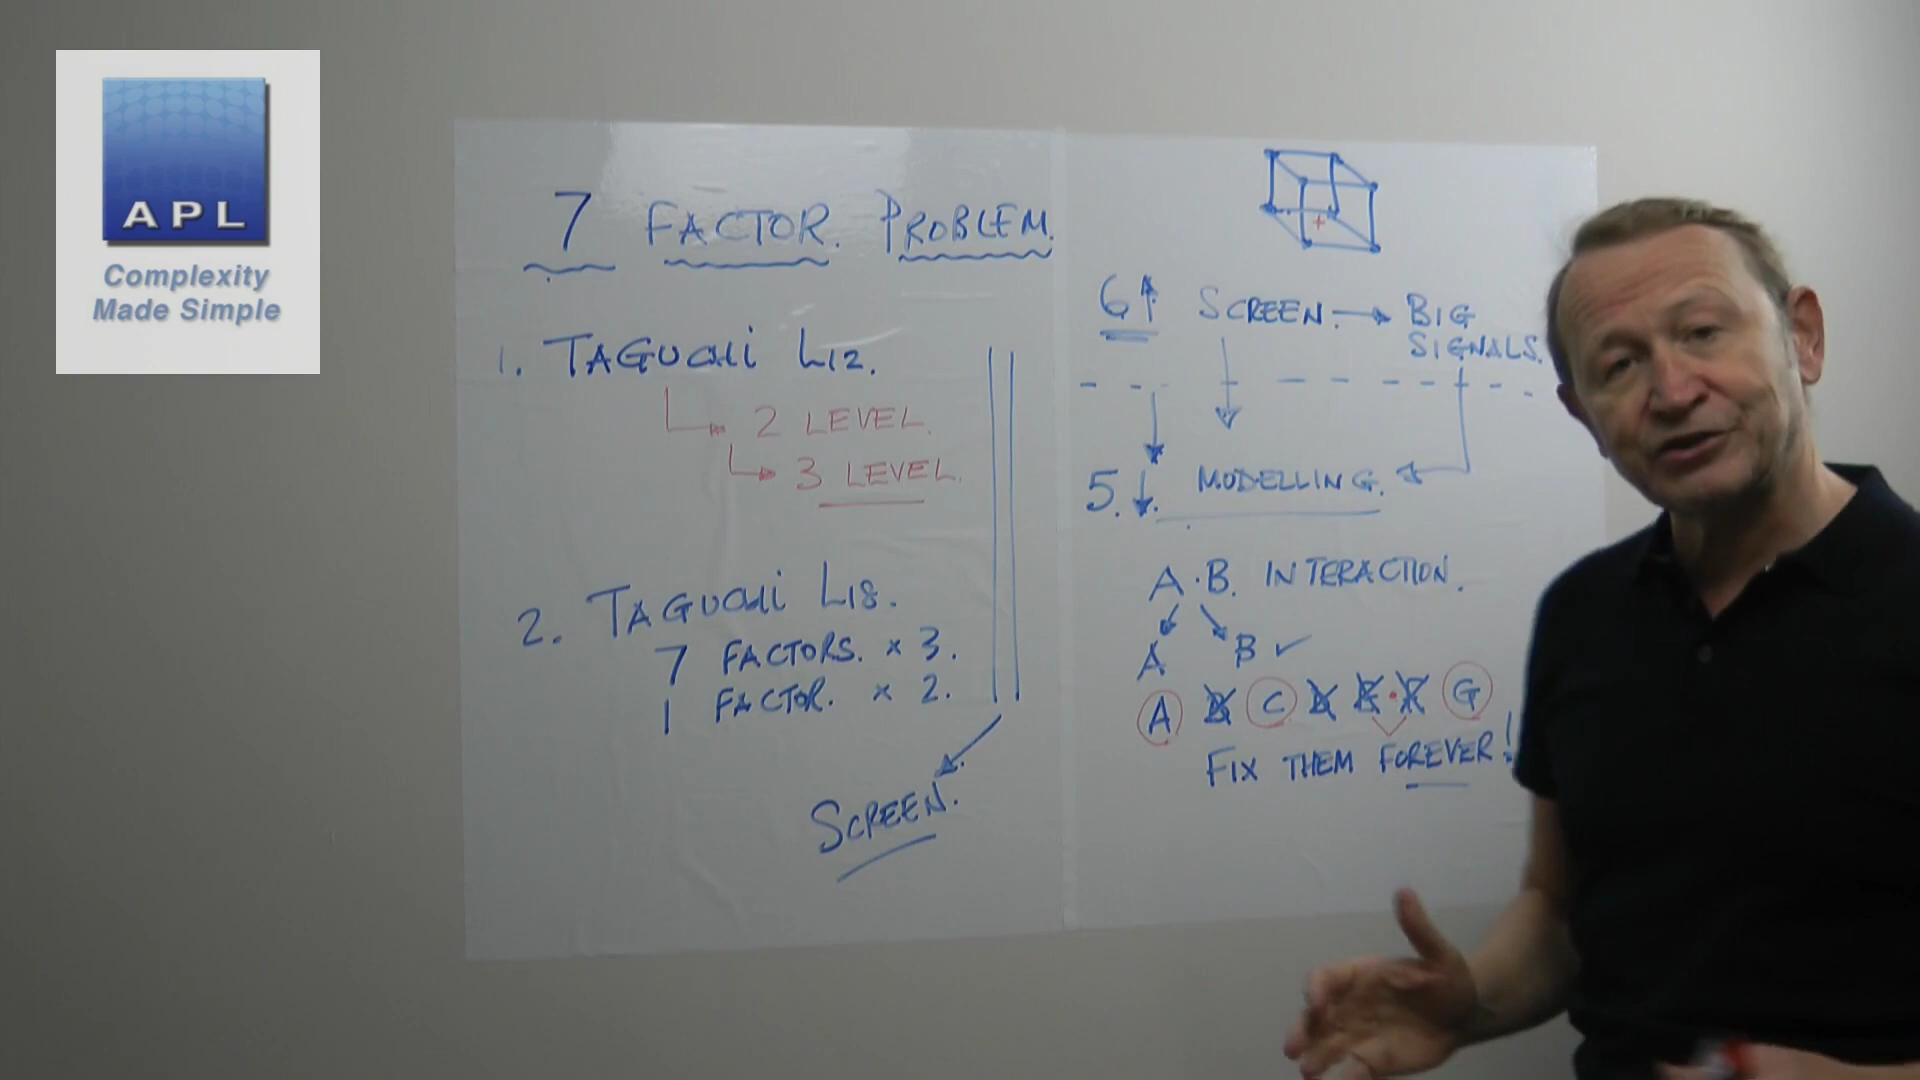 APL
Complexity
Made Simple
7 FACTOR. PROBLEM.
1. TAGUCHI L12.
2 LEVEL.
3 LEVEL.
2. TAGUCHI L18.
7 FACTORS. x 3.
1 FACTOR. x 2.
SCREEN.
6↑ SCREEN. → BIG
SIGNALS.
5.↓ MODELLING.
A·B. INTERACTION.
A B ✓
A B C D E·F G
FIX THEM FOREVER!